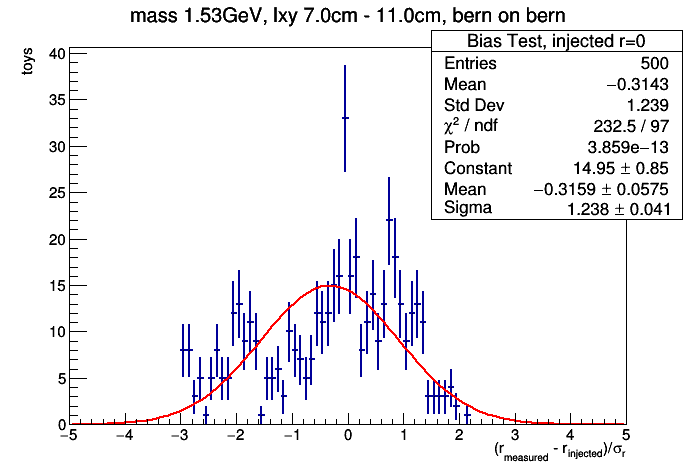 mass 1.53GeV, lxy 7.0cm - 11.0cm, bern on bern
Bias Test, injected r=0
Entries 500
Mean −0.3143
Std Dev 1.239
χ² / ndf 232.5 / 97
Prob 3.859e−13
Constant 14.95 ± 0.85
Mean −0.3159 ± 0.0575
Sigma 1.238 ± 0.041
toys
40
35
30
25
20
15
10
5
0
−5 −4 −3 −2 −1 0 1 2 3 4 5
(r_measured - r_injected)/σ_r